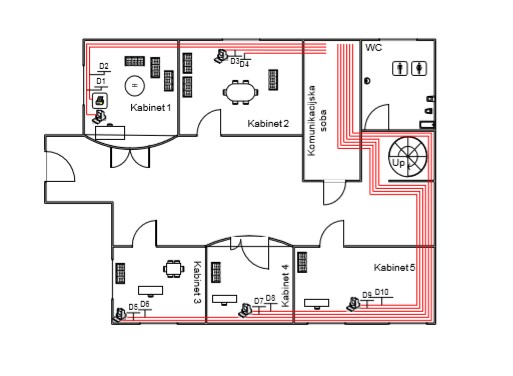 WC
D2
D1
D3
D4
Kabinet 1
Kabinet 2
Komunikacijska
soba
Up
Kabinet 3
Kabinet 4
Kabinet 5
D5
D6
D7
D8
D9
D10